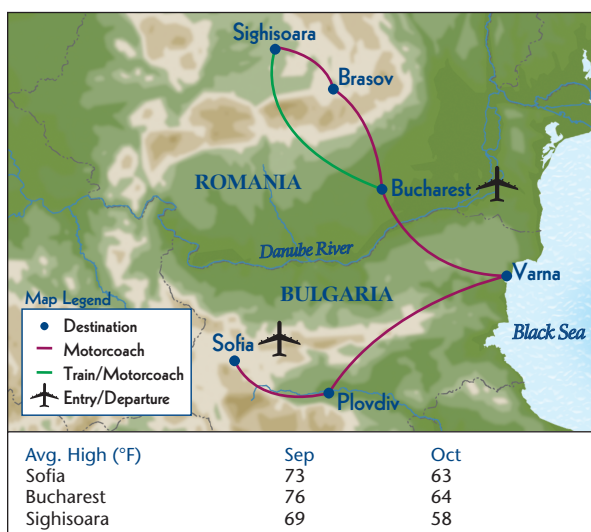 Sighisoara
Brasov
ROMANIA
Bucharest
Danube River
Varna
BULGARIA
Map Legend
Destination
Motorcoach
Train/Motorcoach
Entry/Departure
Sofia
Black Sea
Plovdiv
Avg. High (°F) Sep Oct
Sofia 73 63
Bucharest 76 64
Sighisoara 69 58